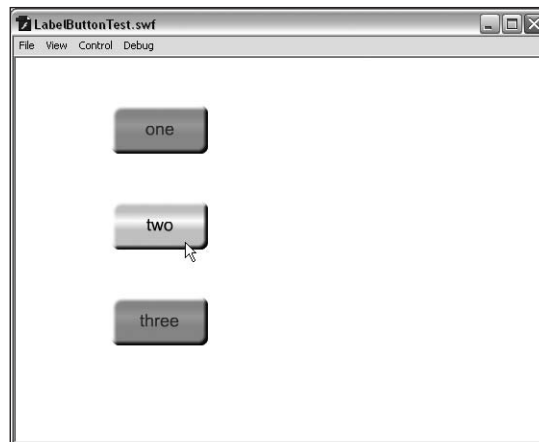 LabelButtonTest.swf
File View Control Debug
one
two
three